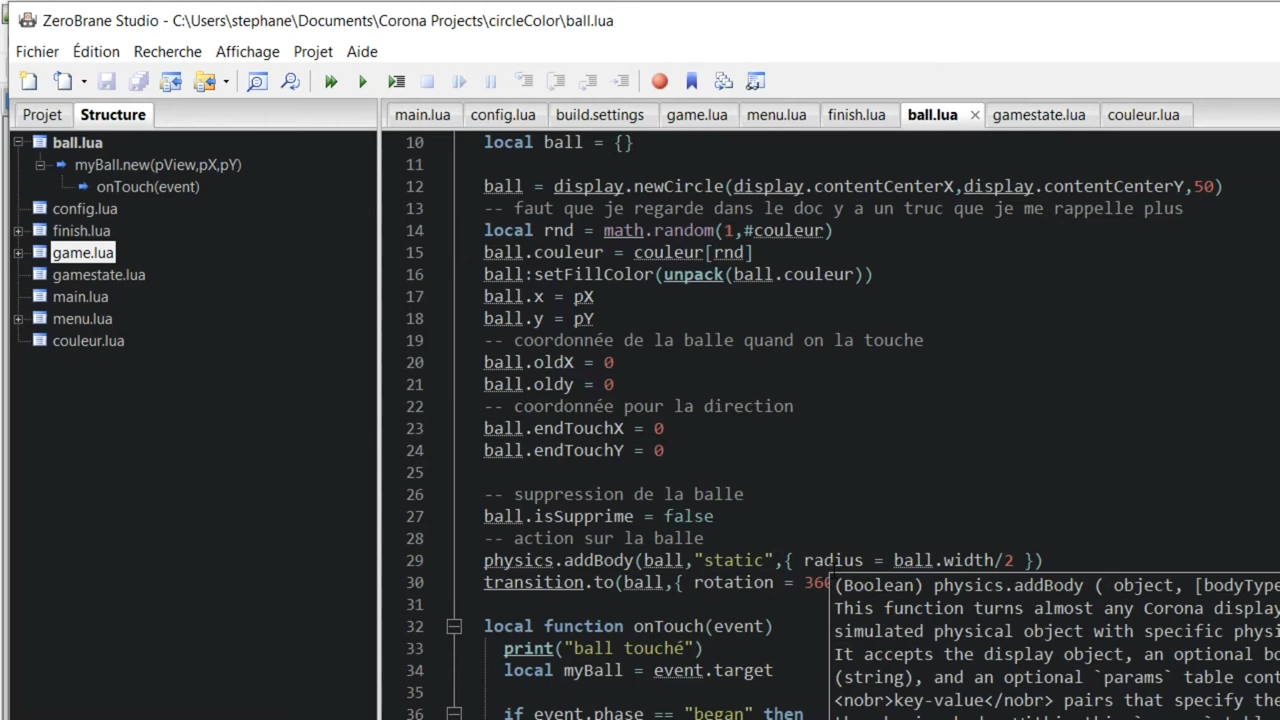 ZeroBrane Studio - C:\Users\stephane\Documents\Corona Projects\circleColor\ball.lua
Fichier Édition Recherche Affichage Projet Aide
Projet Structure
main.lua config.lua build.settings game.lua menu.lua finish.lua ball.lua gamestate.lua couleur.lua
ball.lua
myBall.new(pView,pX,pY)
onTouch(event)
config.lua
finish.lua
game.lua
gamestate.lua
main.lua
menu.lua
couleur.lua
10 local ball = {}
11
12 ball = display.newCircle(display.contentCenterX,display.contentCenterY,50)
13 -- faut que je regarde dans le doc y a un truc que je me rappelle plus
14 local rnd = math.random(1,#couleur)
15 ball.couleur = couleur[rnd]
16 ball:setFillColor(unpack(ball.couleur))
17 ball.x = pX
18 ball.y = pY
19 -- coordonnée de la balle quand on la touche
20 ball.oldX = 0
21 ball.oldy = 0
22 -- coordonnée pour la direction
23 ball.endTouchX = 0
24 ball.endTouchY = 0
25
26 -- suppression de la balle
27 ball.isSupprime = false
28 -- action sur la balle
29 physics.addBody(ball,"static",{ radius = ball.width/2 })
30 transition.to(ball,{ rotation = 360
31
32 local function onTouch(event)
33 print("ball touché")
34 local myBall = event.target
35
36 if event.phase == "began" then
(Boolean) physics.addBody ( object, [bodyType
This function turns almost any Corona display
simulated physical object with specific physi
It accepts the display object, an optional bo
(string), and an optional `params` table cont
<nobr>key-value</nobr> pairs that specify the